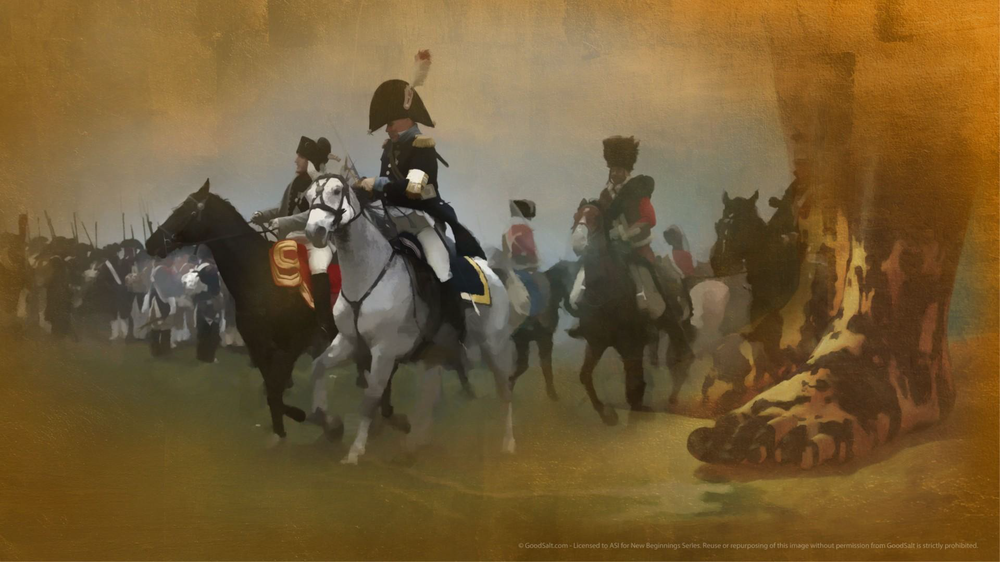 © GoodSalt.com - Licensed to ASI for New Beginnings Series. Reuse or repurposing of this image without permission from GoodSalt is strictly prohibited.